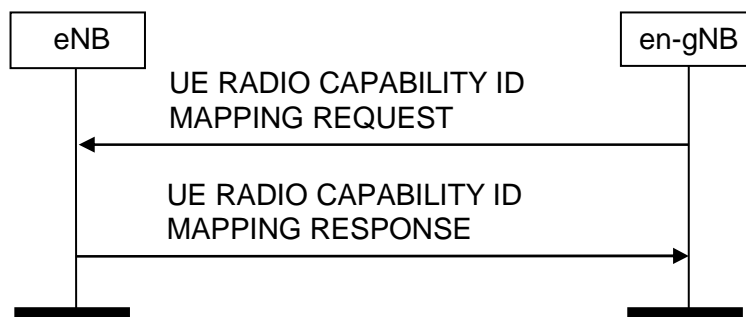 eNB
en-gNB
UE RADIO CAPABILITY ID
MAPPING REQUEST
UE RADIO CAPABILITY ID
MAPPING RESPONSE